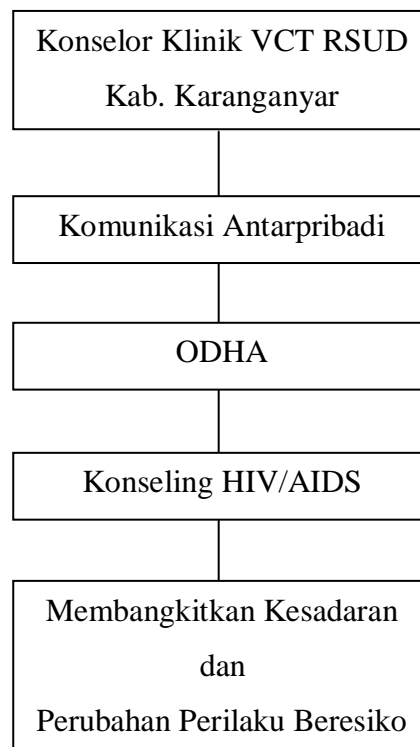 Konselor Klinik VCT RSUD
Kab. Karanganyar
Komunikasi Antarpribadi
ODHA
Konseling HIV/AIDS
Membangkitkan Kesadaran
dan
Perubahan Perilaku Beresiko